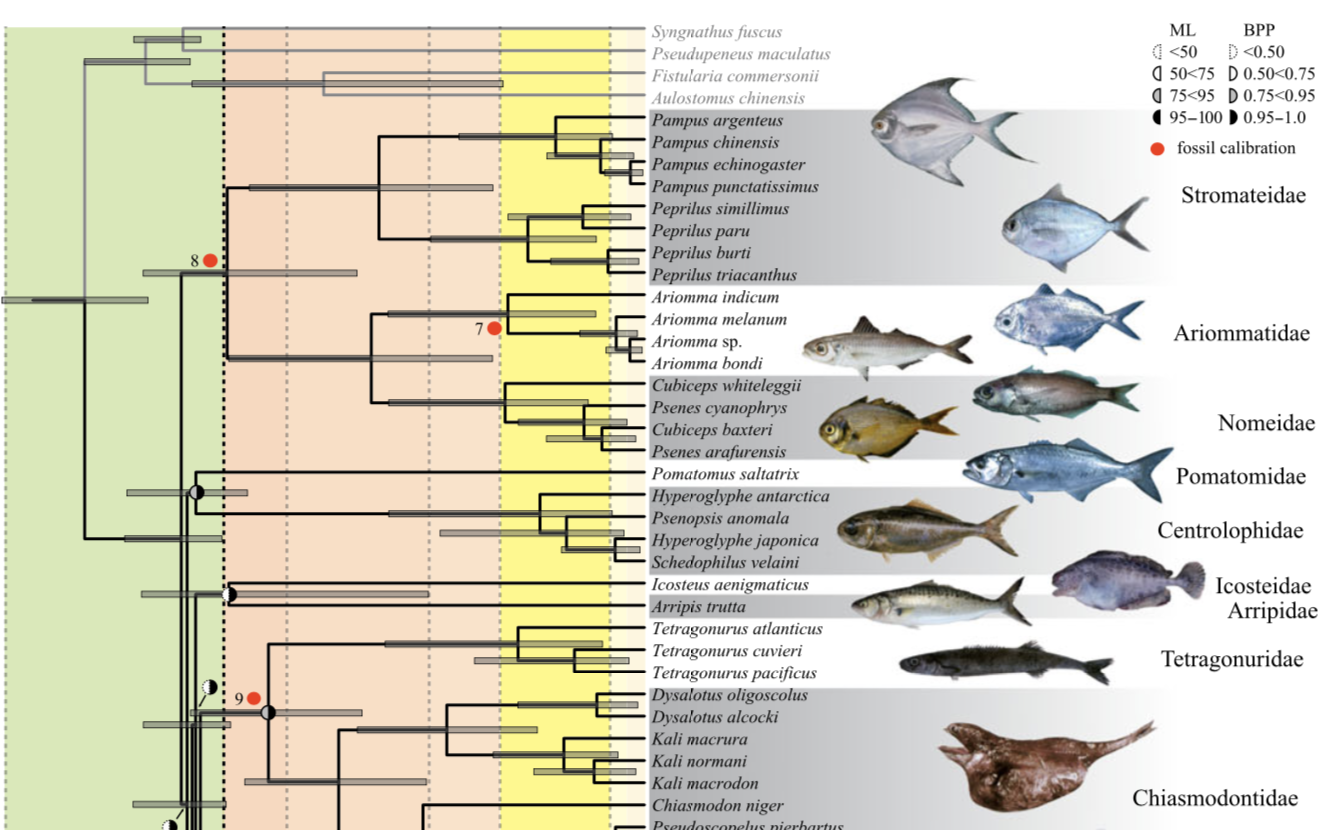 Syngnathus fuscus
Pseudupeneus maculatus
Fistularia commersonii
Aulostomus chinensis
Pampus argenteus
Pampus chinensis
Pampus echinogaster
Pampus punctatissimus
Peprilus simillimus
Peprilus paru
Peprilus burti
Peprilus triacanthus
Ariomma indicum
Ariomma melanum
Ariomma sp.
Ariomma bondi
Cubiceps whiteleggii
Psenes cyanophrys
Cubiceps baxteri
Psenes arafurensis
Pomatomus saltatrix
Hyperoglyphe antarctica
Psenopsis anomala
Hyperoglyphe japonica
Schedophilus velaini
Icosteus aenigmaticus
Arripis trutta
Tetragonurus atlanticus
Tetragonurus cuvieri
Tetragonurus pacificus
Dysalotus oligoscolus
Dysalotus alcocki
Kali macrura
Kali normani
Kali macrodon
Chiasmodon niger
Pseudoscopelus pierbartus
8
7
9
ML BPP
<50 <0.50
50<75 0.50<0.75
75<95 0.75<0.95
95–100 0.95–1.0
fossil calibration
Stromateidae
Ariommatidae
Nomeidae
Pomatomidae
Centrolophidae
Icosteidae
Arripidae
Tetragonuridae
Chiasmodontidae